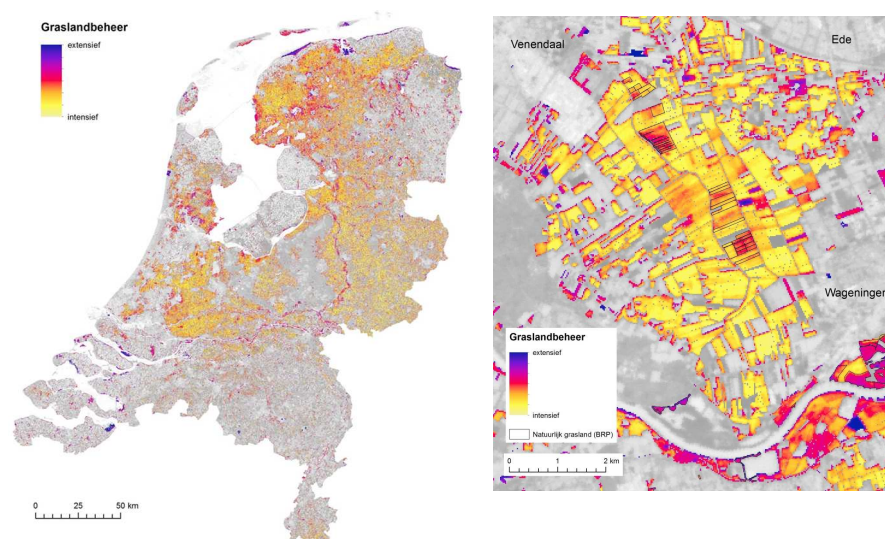 Graslandbeheer
extensief
intensief
0 25 50 km
Venendaal
Ede
Wageningen
Graslandbeheer
extensief
intensief
Natuurlijk grasland (BRP)
0 1 2 km